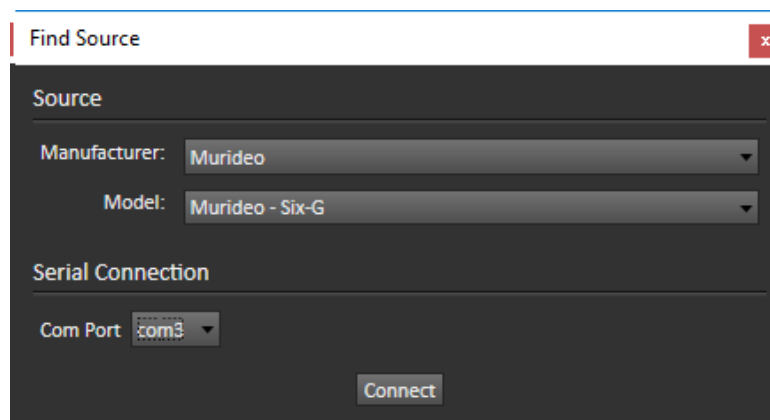 Find Source
x
Source
Manufacturer: Murideo
Model: Murideo - Six-G
Serial Connection
Com Port com3
Connect